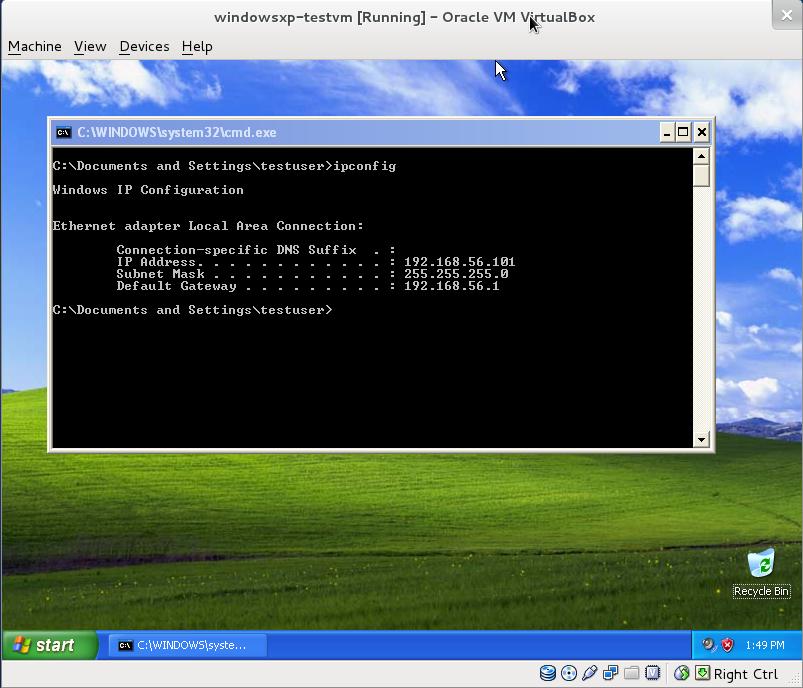 windowsxp-testvm [Running] - Oracle VM VirtualBox
Machine View Devices Help
C:\WINDOWS\system32\cmd.exe
C:\Documents and Settings\testuser>ipconfig
Windows IP Configuration
Ethernet adapter Local Area Connection:
Connection-specific DNS Suffix . :
IP Address. . . . . . . . . . . . : 192.168.56.101
Subnet Mask . . . . . . . . . . . : 255.255.255.0
Default Gateway . . . . . . . . . : 192.168.56.1
C:\Documents and Settings\testuser>
Recycle Bin
start C:\WINDOWS\syste... 1:49 PM
Right Ctrl